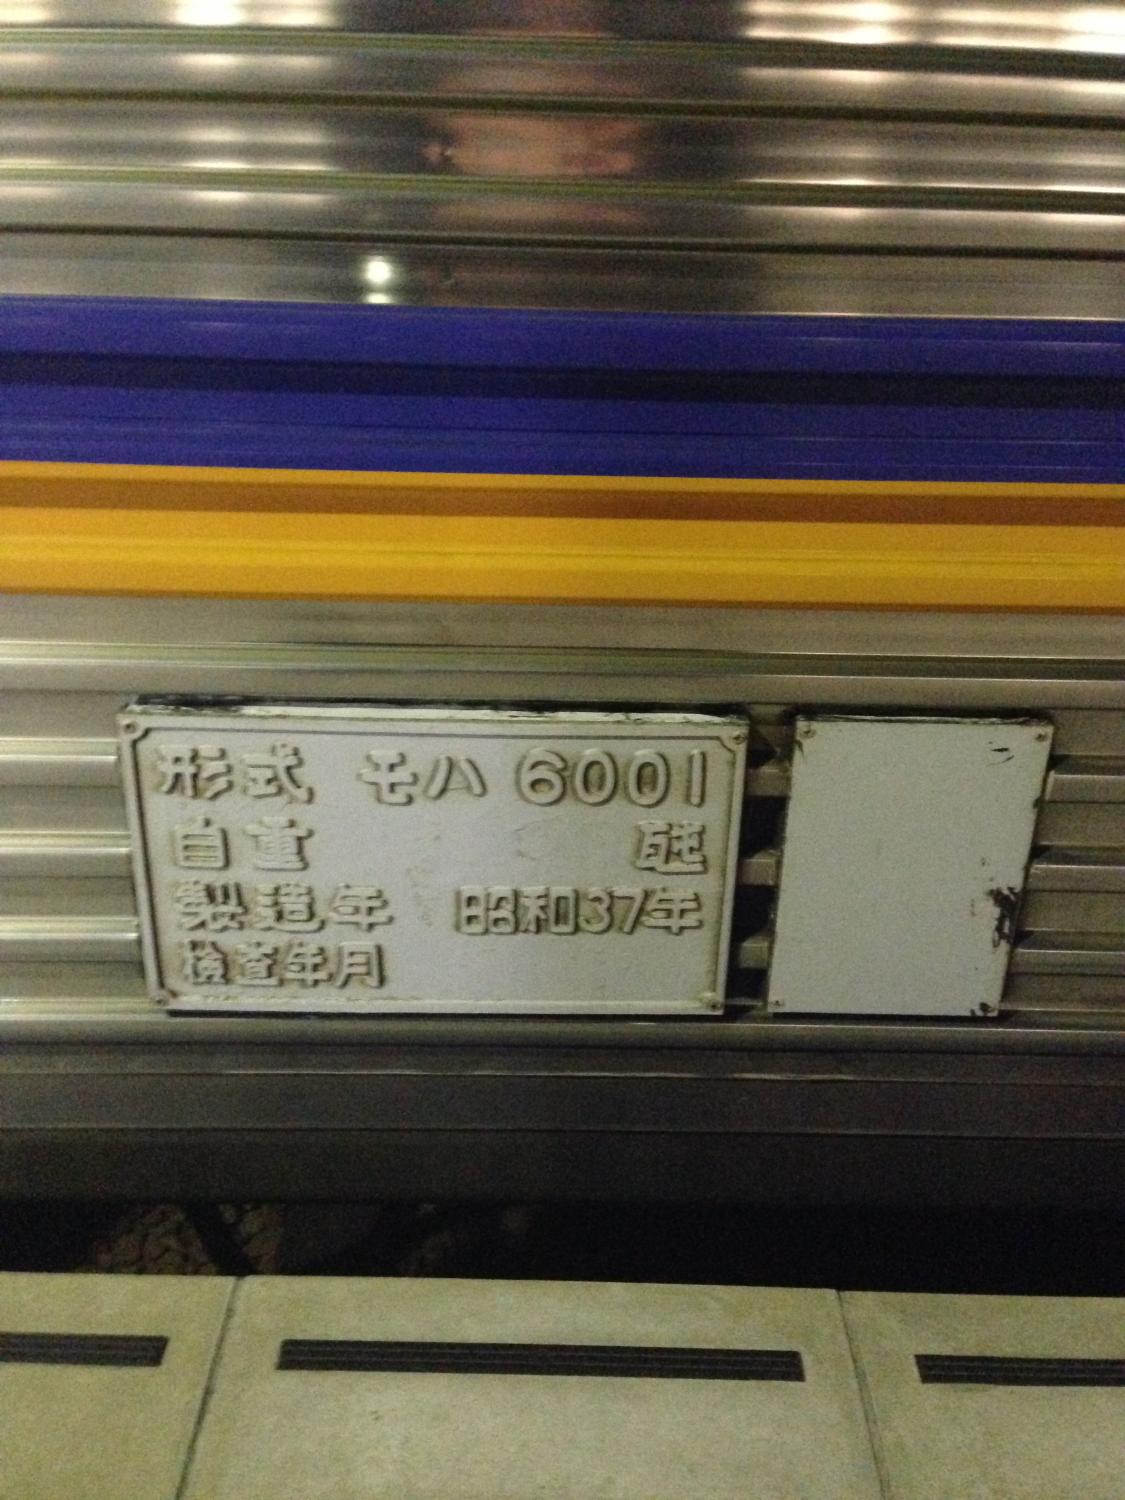 形式 モハ 6001
自重 瓩
製造年 昭和37年
検査年月